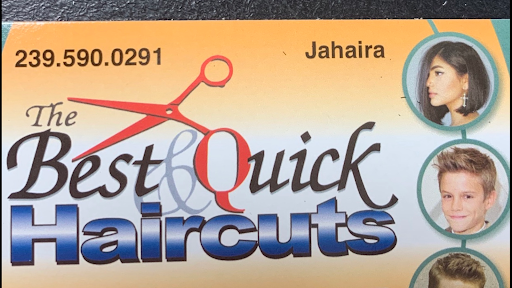 239.590.0291 Jahaira
The
Best & Quick
Haircuts